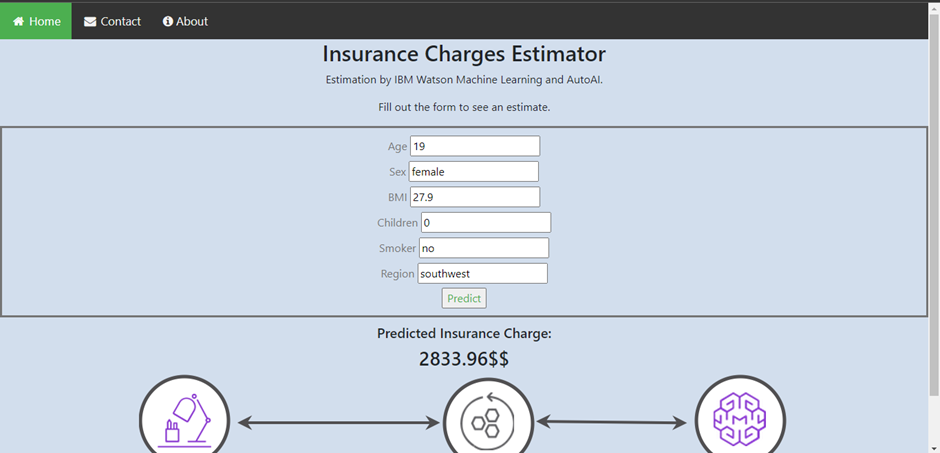 Home Contact About
Insurance Charges Estimator
Estimation by IBM Watson Machine Learning and AutoAI.
Fill out the form to see an estimate.
Age 19
Sex female
BMI 27.9
Children 0
Smoker no
Region southwest
Predict
Predicted Insurance Charge:
2833.96$$